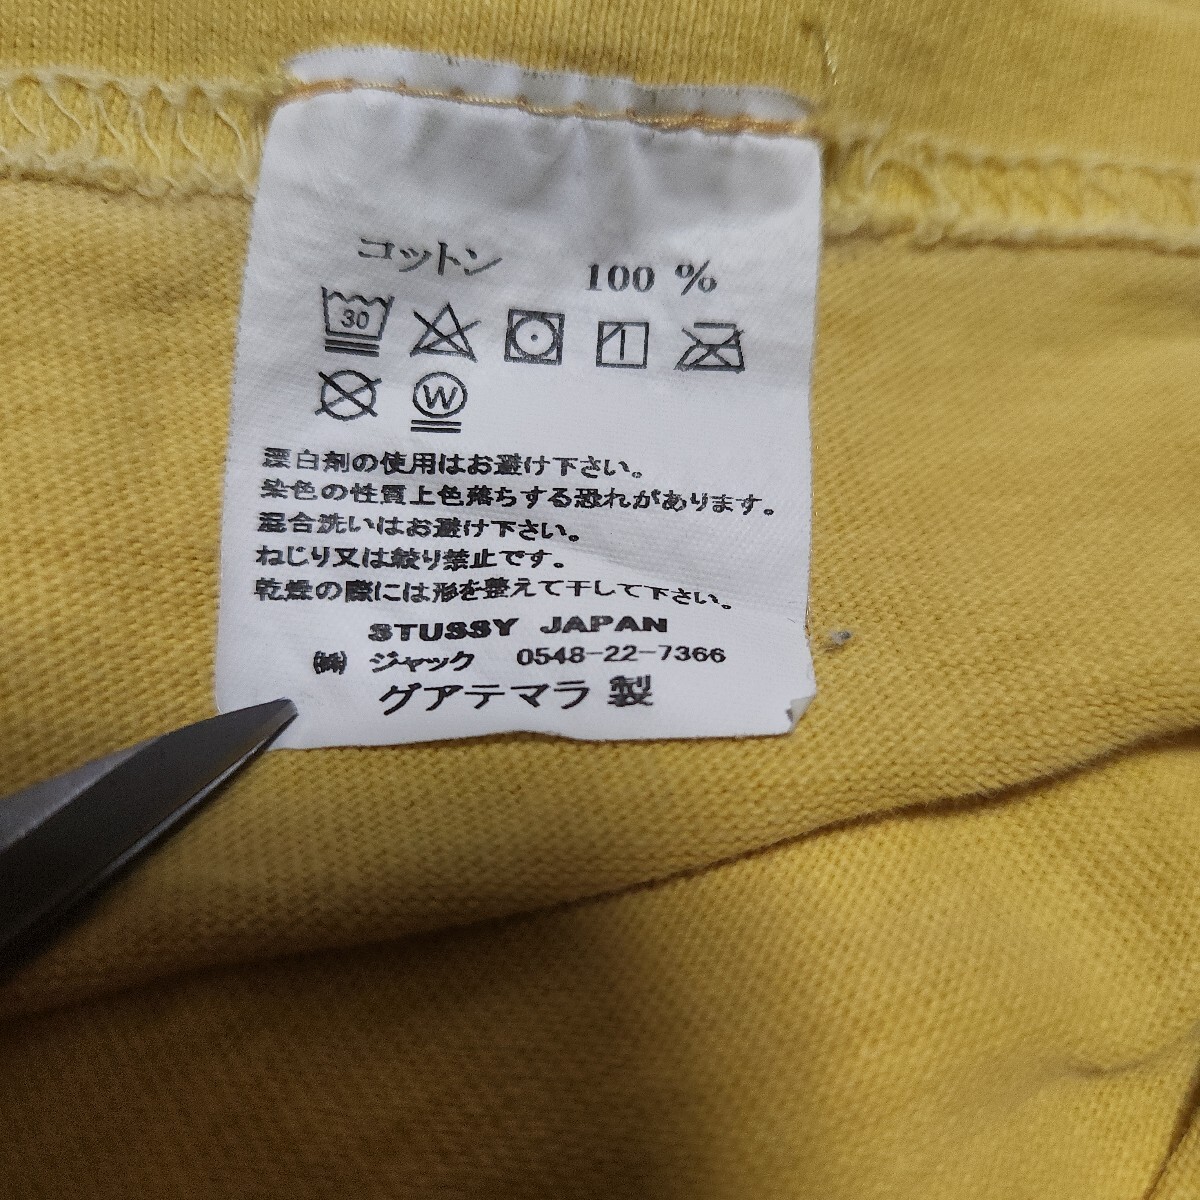 コットン 100 %
30
W
漂白剤の使用はお避け下さい。
染色の性質上色落ちする恐れがあります。
混合洗いはお避け下さい。
ねじり又は絞り禁止です。
乾燥の際には形を整えて干して下さい。
STUSSY JAPAN
㈱ ジャック 0548-22-7366
グアテマラ 製